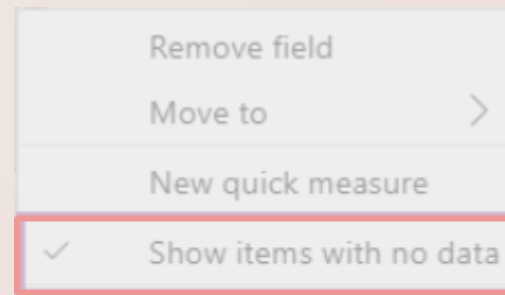 Remove field
Move to
New quick measure
Show items with no data